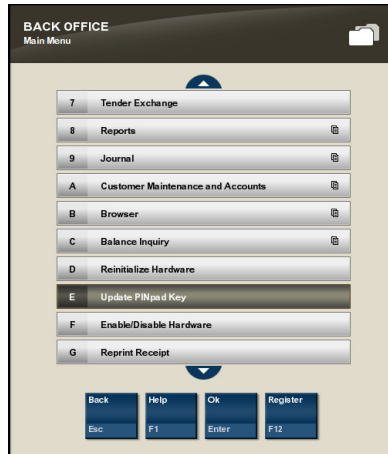 BACK OFFICE
Main Menu
7 Tender Exchange
8 Reports
9 Journal
A Customer Maintenance and Accounts
B Browser
C Balance Inquiry
D Reinitialize Hardware
E Update PINpad Key
F Enable/Disable Hardware
G Reprint Receipt
Back Help Ok Register
Esc F1 Enter F12